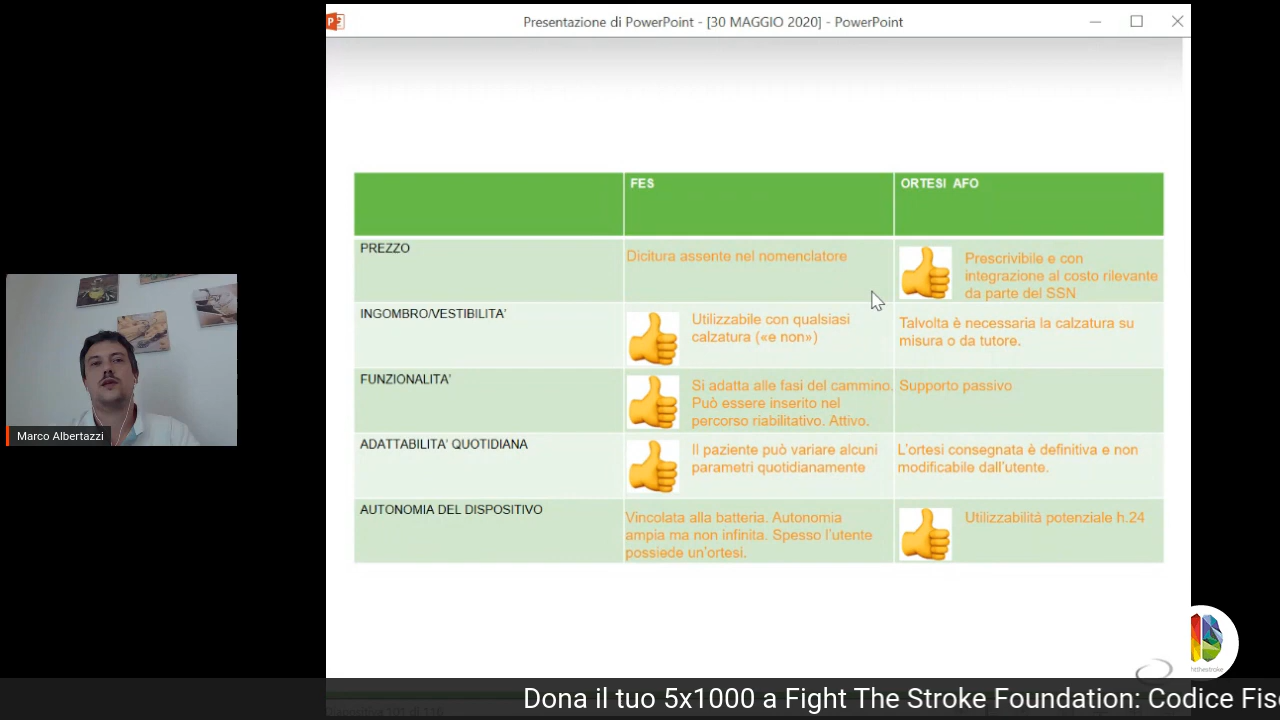 Presentazione di PowerPoint - [30 MAGGIO 2020] - PowerPoint
FES
ORTESI AFO
PREZZO
Dicitura assente nel nomenclatore
Prescrivibile e con
integrazione al costo rilevante
da parte del SSN
INGOMBRO/VESTIBILITA'
Utilizzabile con qualsiasi
calzatura («e non»)
Talvolta è necessaria la calzatura su
misura o da tutore.
FUNZIONALITA'
Si adatta alle fasi del cammino.
Può essere inserito nel
percorso riabilitativo. Attivo.
Supporto passivo
ADATTABILITA' QUOTIDIANA
Il paziente può variare alcuni
parametri quotidianamente
L'ortesi consegnata è definitiva e non
modificabile dall'utente.
AUTONOMIA DEL DISPOSITIVO
Vincolata alla batteria. Autonomia
ampia ma non infinita. Spesso l'utente
possiede un'ortesi.
Utilizzabilità potenziale h.24
Marco Albertazzi
Dona il tuo 5x1000 a Fight The Stroke Foundation: Codice Fis